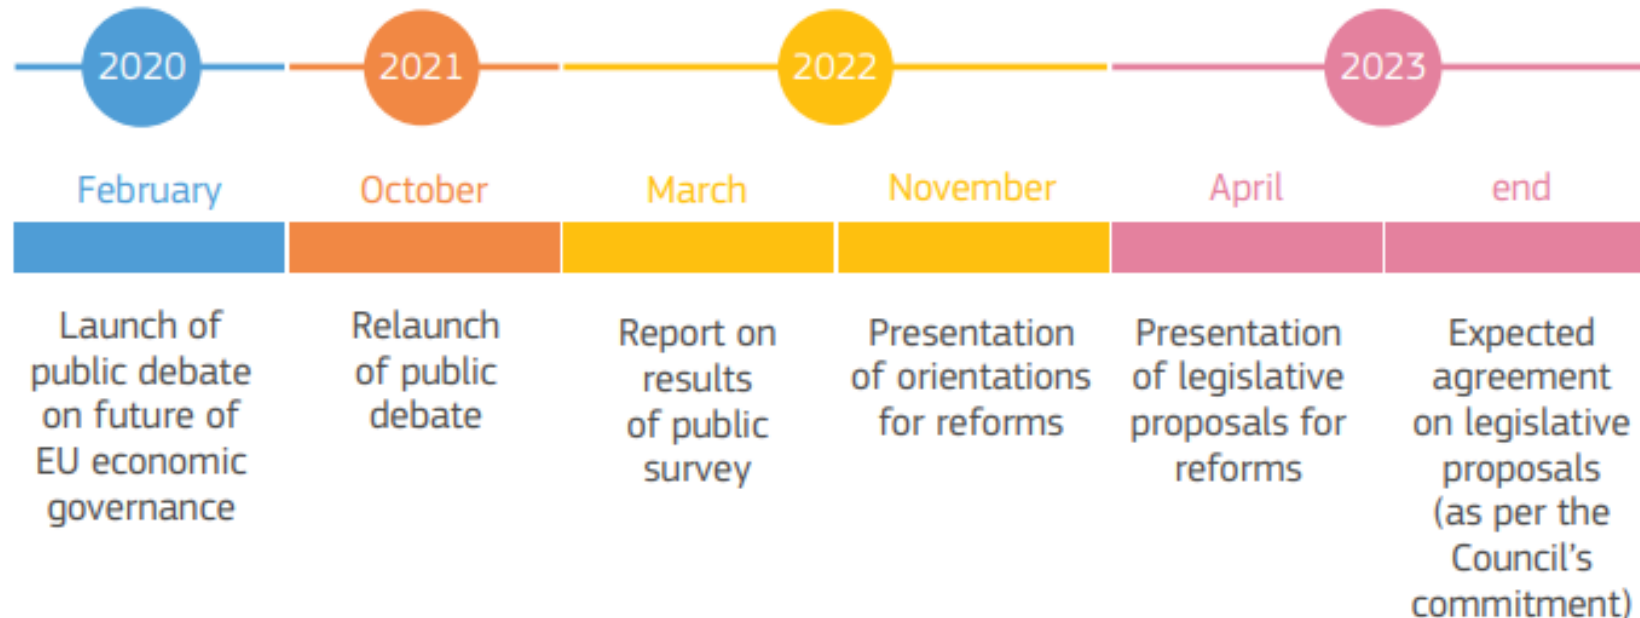 2020
2021
2022
2023
February
October
March
November
April
end
Launch of
public debate
on future of
EU economic
governance
Relaunch
of public
debate
Report on
results
of public
survey
Presentation
of orientations
for reforms
Presentation
of legislative
proposals for
reforms
Expected
agreement
on legislative
proposals
(as per the
Council's
commitment)